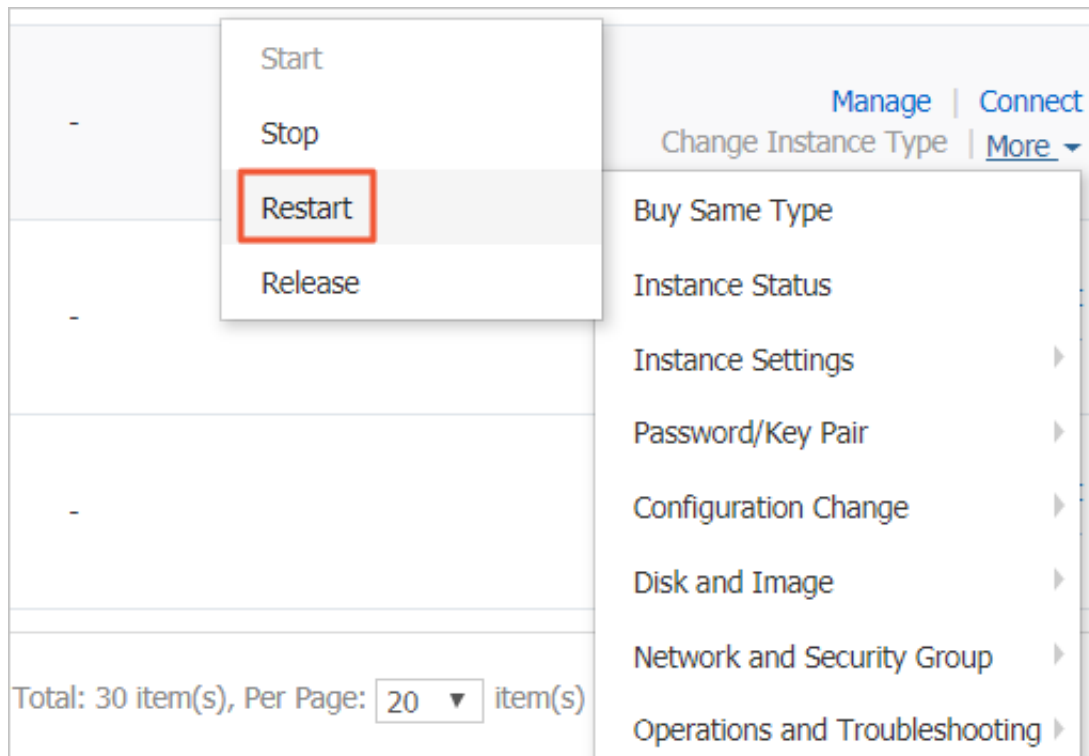 Start
Stop
Restart
Release
-
-
-
Manage | Connect
Change Instance Type | More
Buy Same Type
Instance Status
Instance Settings
Password/Key Pair
Configuration Change
Disk and Image
Network and Security Group
Operations and Troubleshooting
Total: 30 item(s), Per Page: 20 item(s)